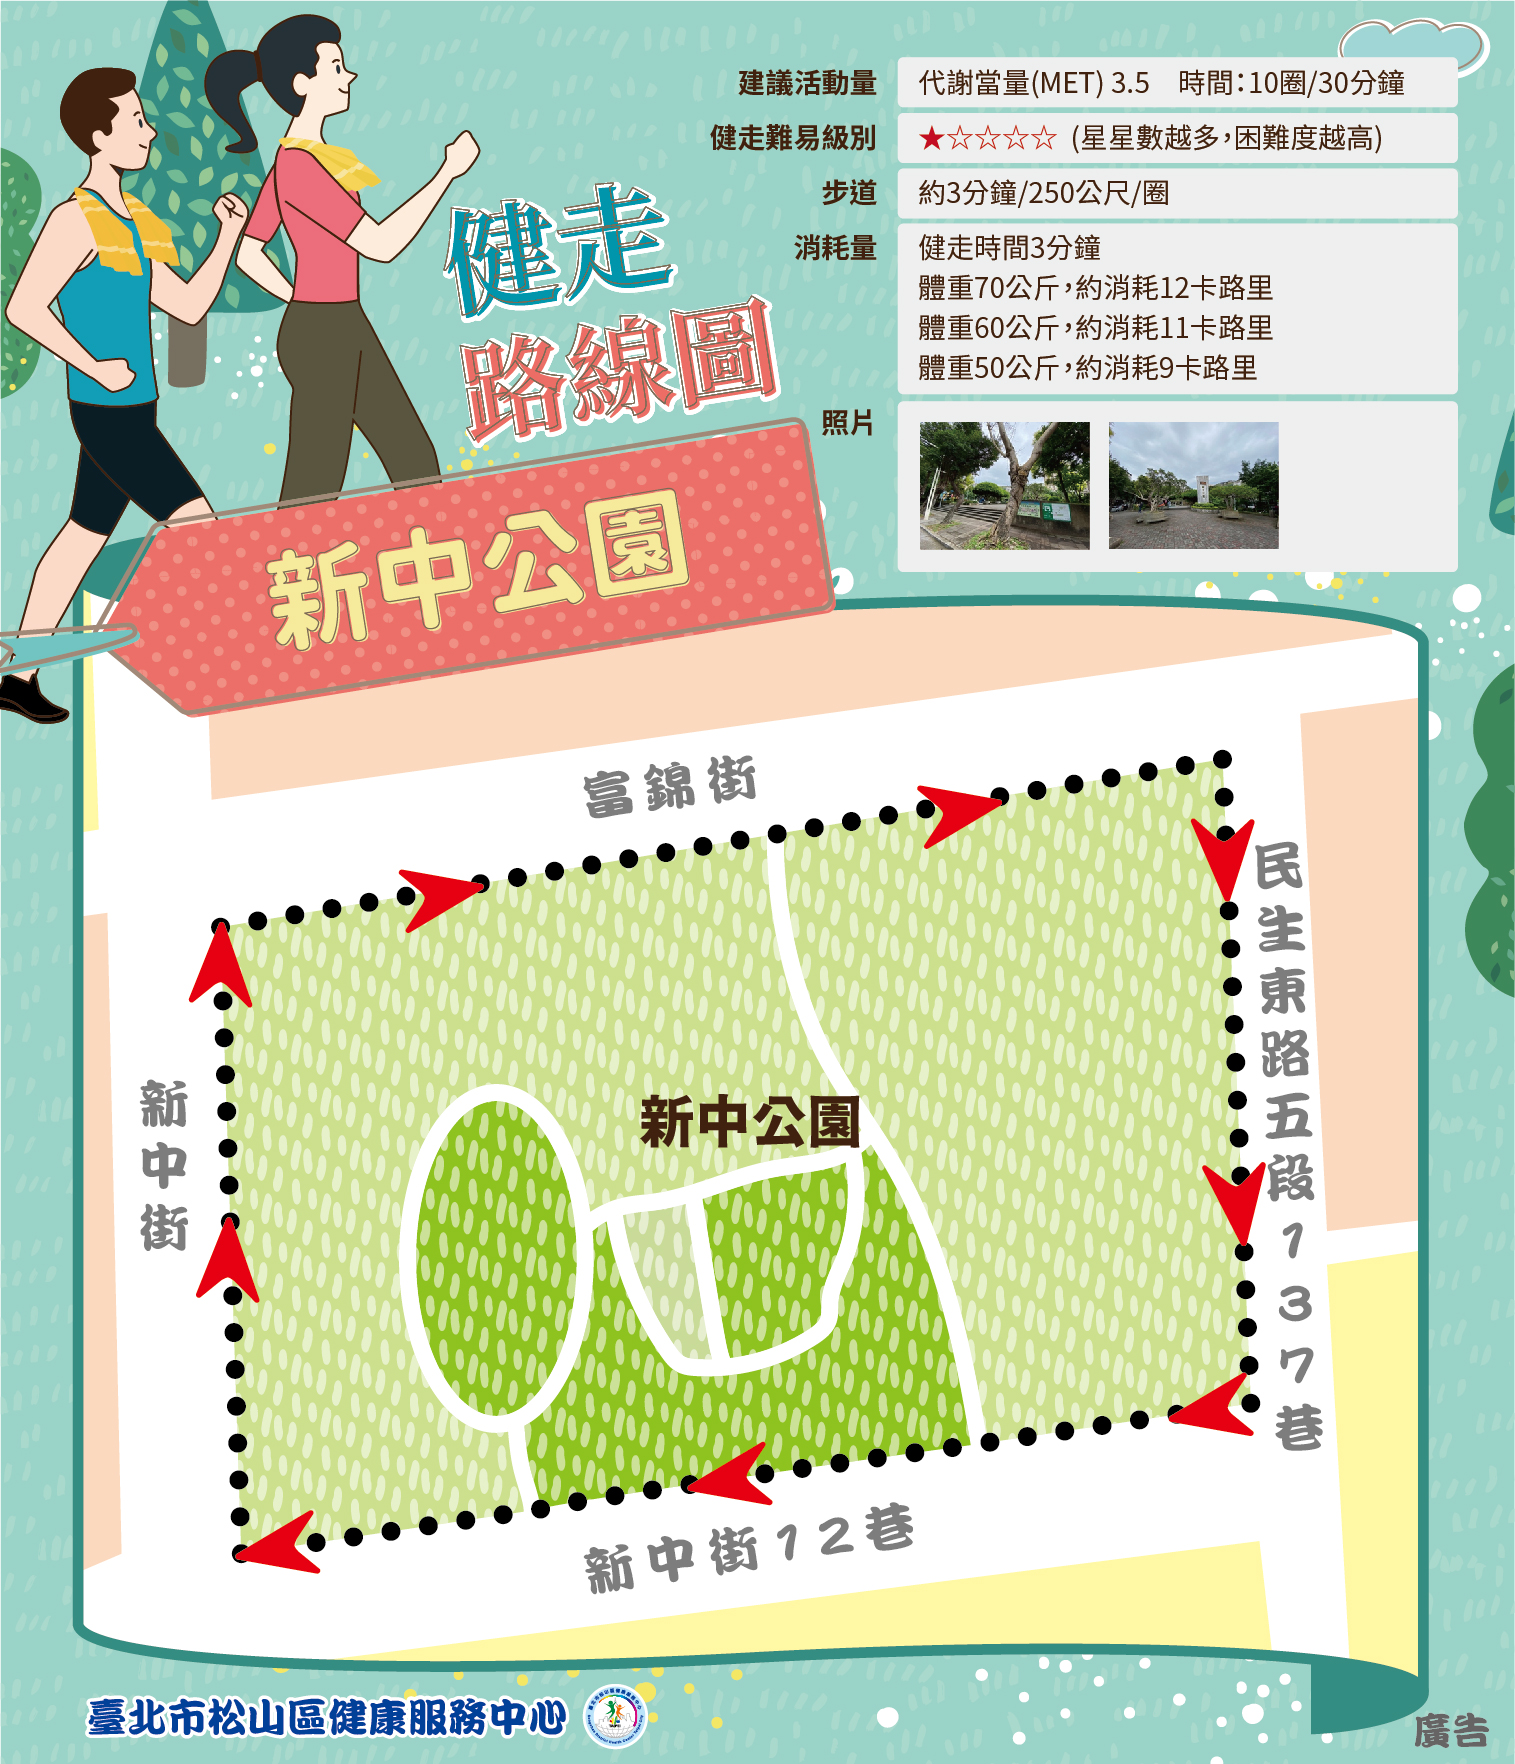 健走
路線圖
新中公園
建議活動量 代謝當量(MET) 3.5 時間：10圈/30分鐘
健走難易級別 ★☆☆☆☆ (星星數越多，困難度越高)
步道 約3分鐘/250公尺/圈
消耗量 健走時間3分鐘
體重70公斤，約消耗12卡路里
體重60公斤，約消耗11卡路里
體重50公斤，約消耗9卡路里
照片
富錦街
民生東路五段137巷
新中街
新中公園
新中街12巷
臺北市松山區健康服務中心
廣告